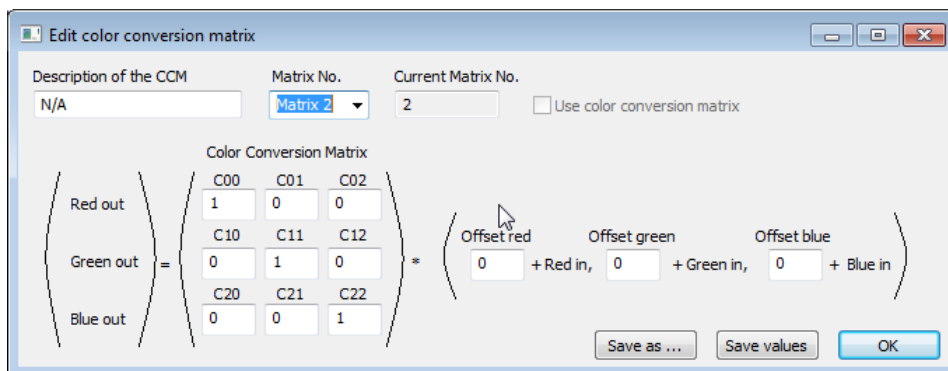 Edit color conversion matrix
Description of the CCM Matrix No. Current Matrix No.
N/A Matrix 2 2 Use color conversion matrix
Color Conversion Matrix
C00 C01 C02
Red out 1 0 0
C10 C11 C12 Offset red Offset green Offset blue
Green out = 0 1 0 * 0 + Red in, 0 + Green in, 0 + Blue in
C20 C21 C22
Blue out 0 0 1
Save as ... Save values OK